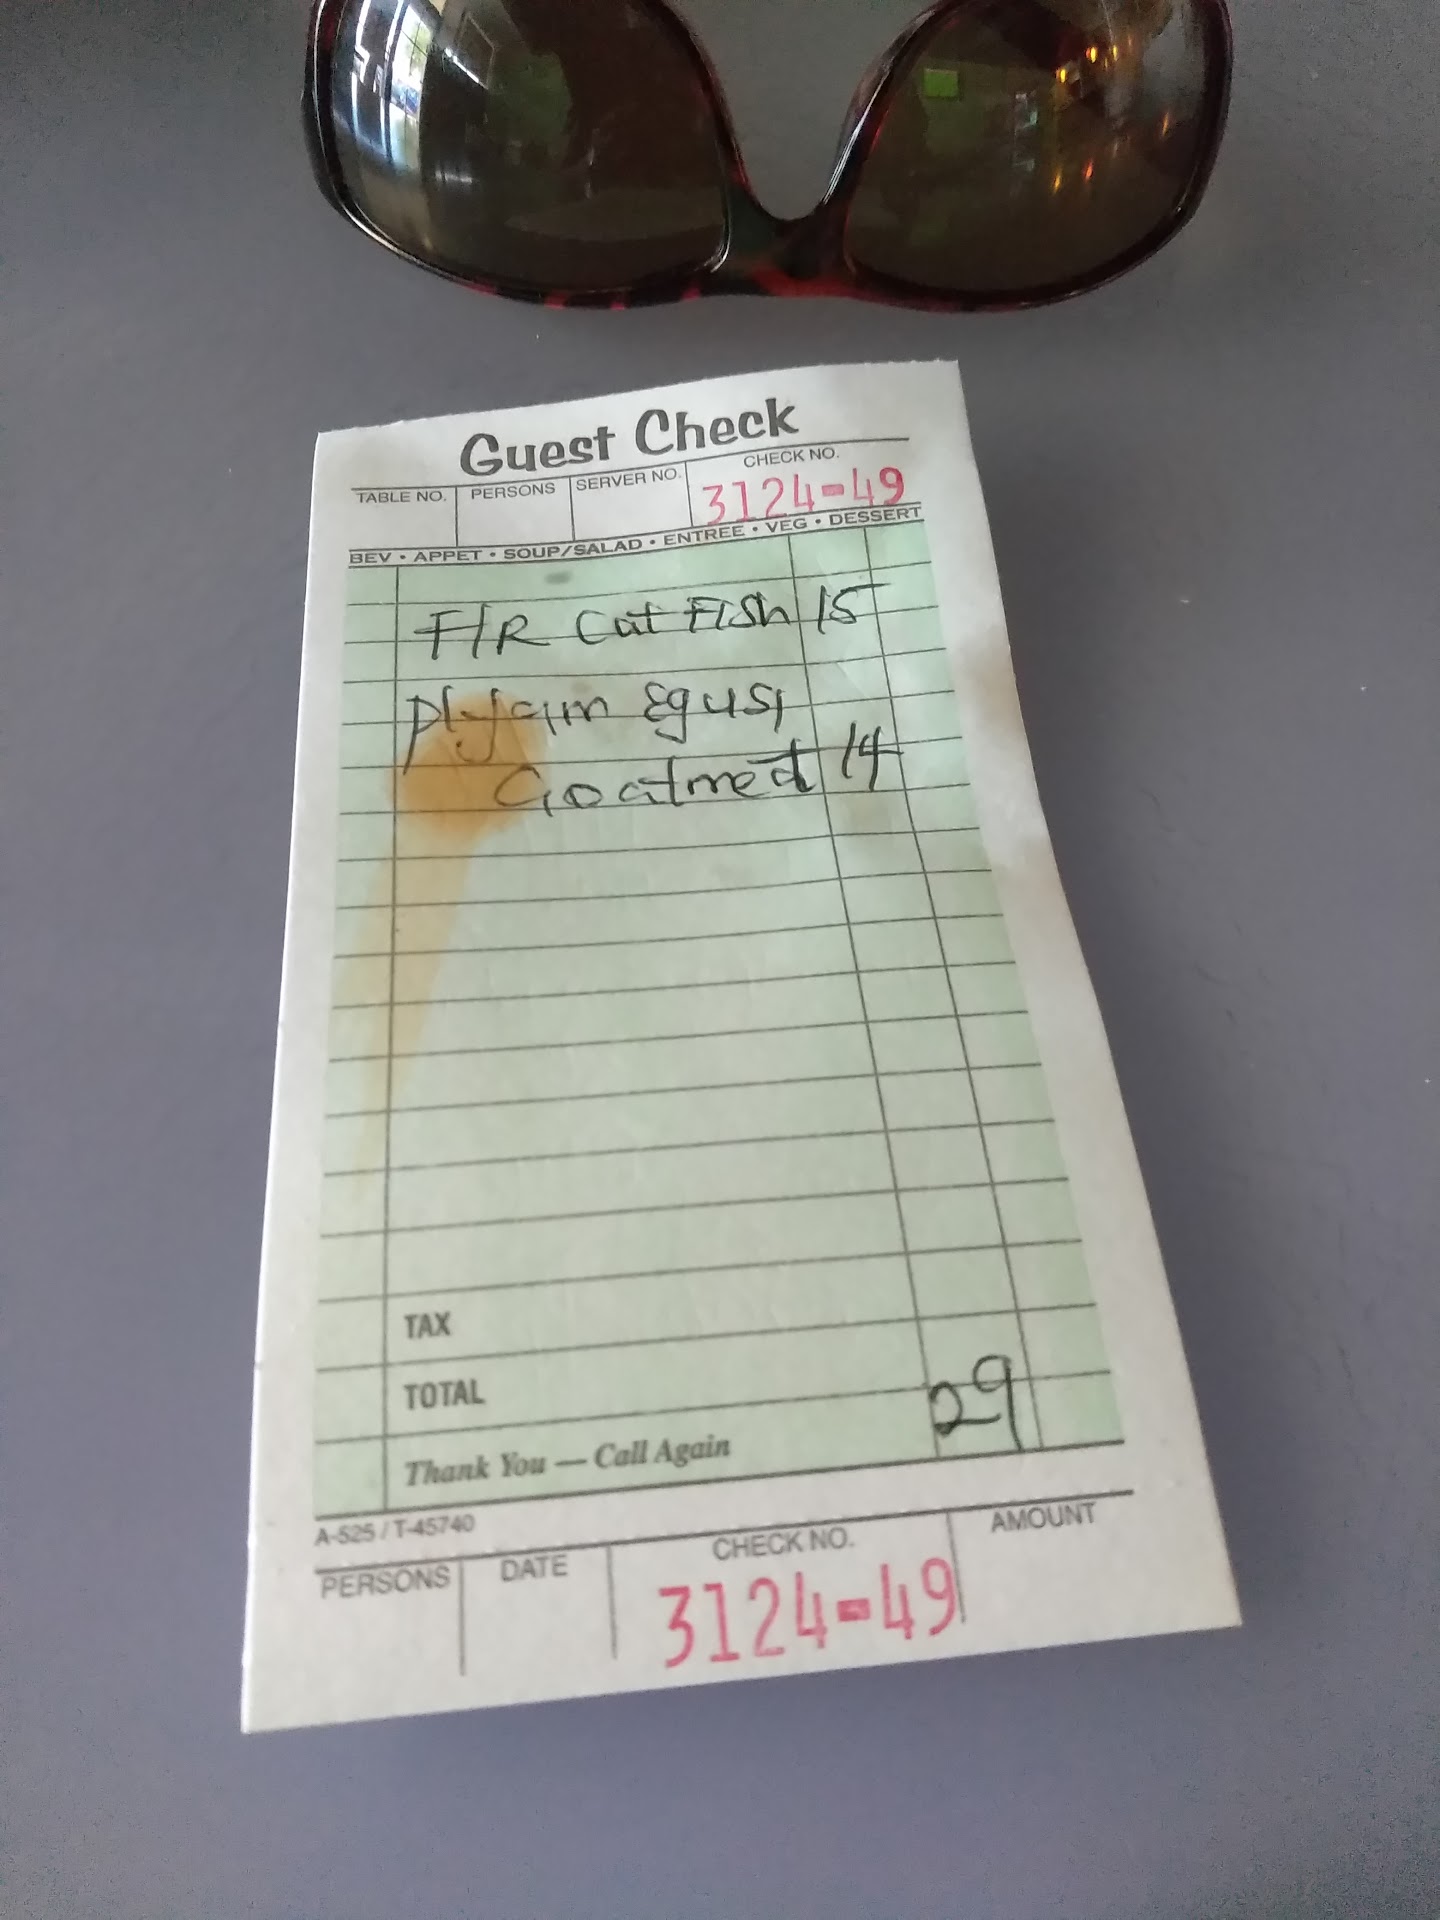 Guest Check
TABLE NO. PERSONS SERVER NO. CHECK NO.
3124-49
BEV • APPET • SOUP/SALAD • ENTREE • VEG • DESSERT
F/R Cat FISh 15
plyam Egusi
Goatmet 14
TAX
TOTAL 29
Thank You — Call Again
A-525 / T-45740
PERSONS DATE CHECK NO. AMOUNT
3124-49